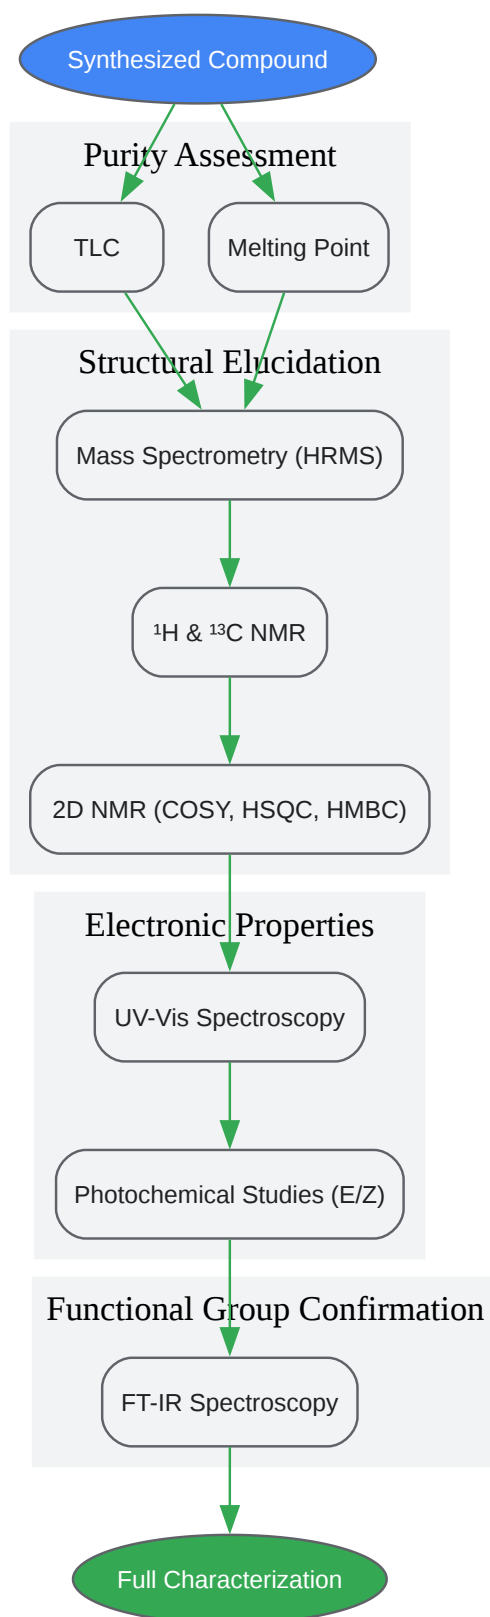 Synthesized Compound
Purity Assessment
TLC
Melting Point
Structural Elucidation
Mass Spectrometry (HRMS)
¹H & ¹³C NMR
2D NMR (COSY, HSQC, HMBC)
Electronic Properties
UV-Vis Spectroscopy
Photochemical Studies (E/Z)
Functional Group Confirmation
FT-IR Spectroscopy
Full Characterization